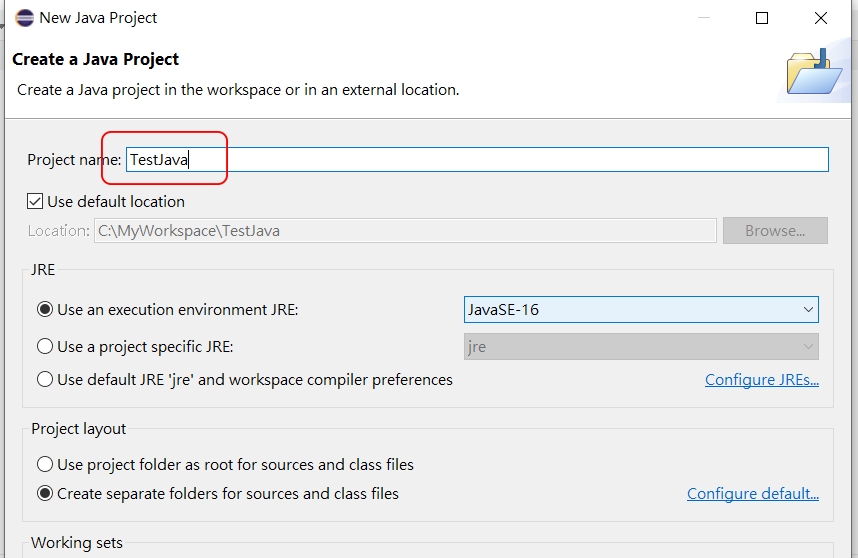 New Java Project
Create a Java Project
Create a Java project in the workspace or in an external location.
Project name: TestJava
Use default location
Location: C:\MyWorkspace\TestJava Browse...
JRE
Use an execution environment JRE: JavaSE-16
Use a project specific JRE: jre
Use default JRE 'jre' and workspace compiler preferences Configure JREs...
Project layout
Use project folder as root for sources and class files
Create separate folders for sources and class files Configure default...
Working sets